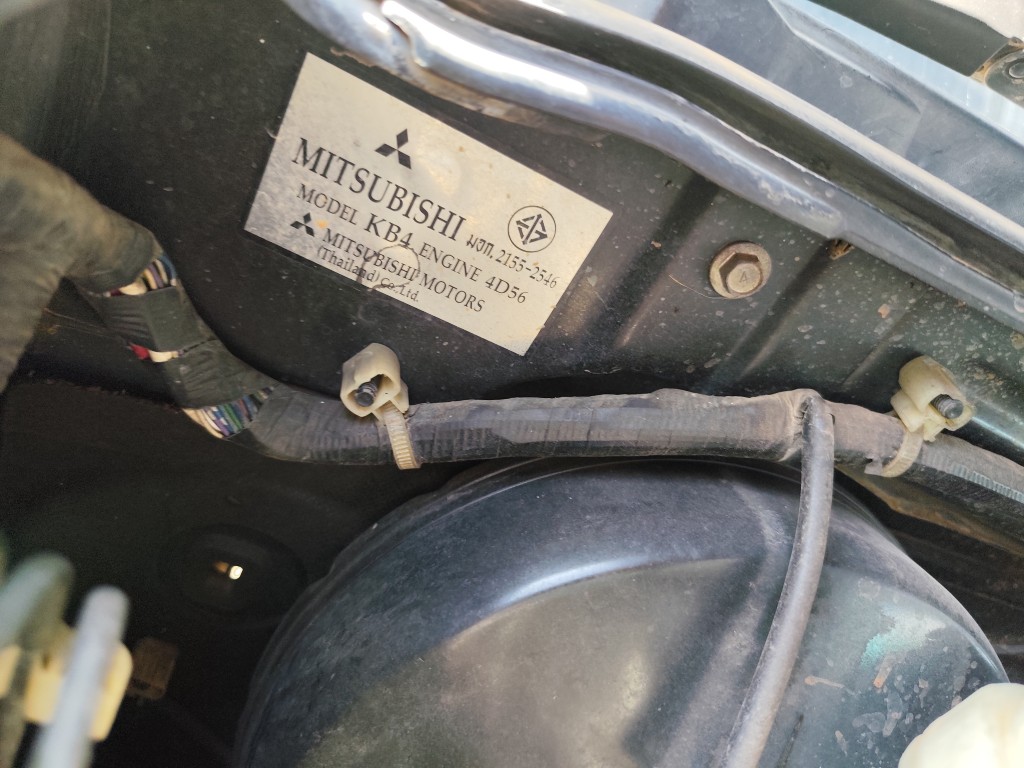 MITSUBISHI
มอก. 2155-2546
MODEL KB4 ENGINE 4D56
MITSUBISHI MOTORS
(Thailand) Co.,Ltd.